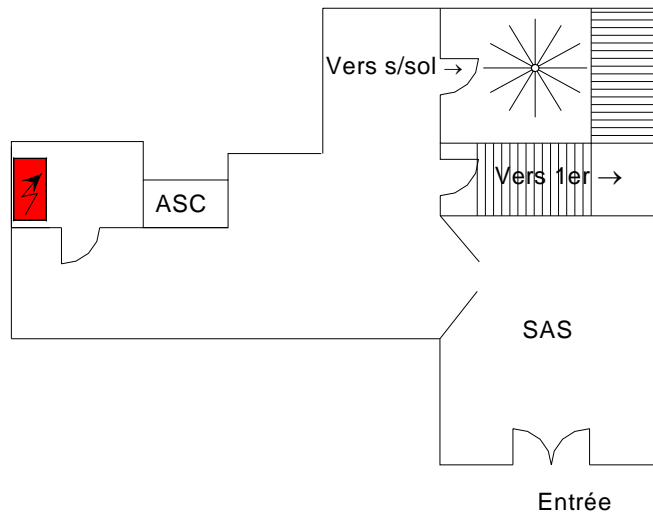 Vers s/sol →
Vers 1er →
ASC
SAS
Entrée